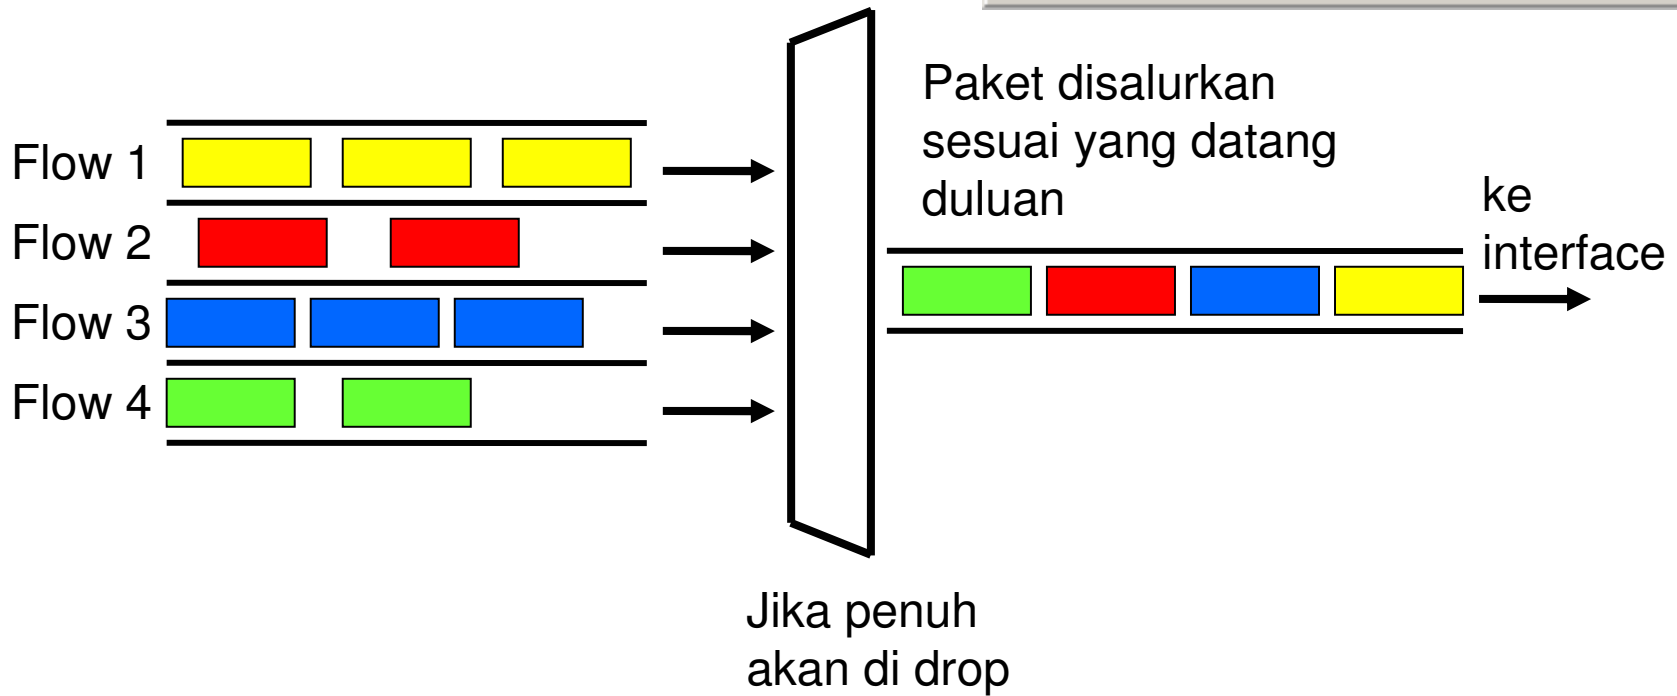 Flow 1
Flow 2
Flow 3
Flow 4
Paket disalurkan
sesuai yang datang
duluan
ke
interface
Jika penuh
akan di drop